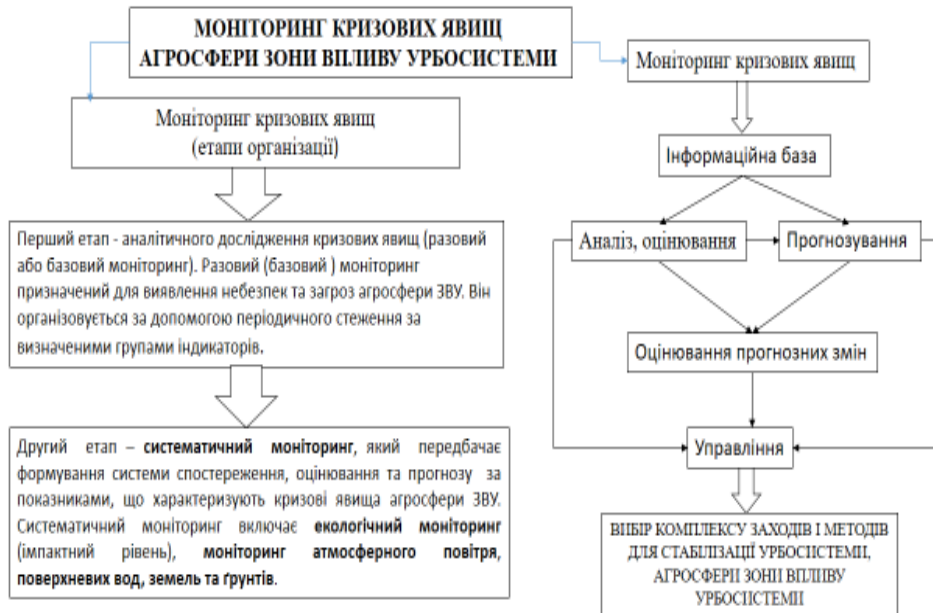 МОНІТОРИНГ КРИЗОВИХ ЯВИЩ
АГРОСФЕРИ ЗОНИ ВПЛИВУ УРБОСИСТЕМИ
Моніторинг кризових явищ
(етапи організації)
Перший етап - аналітичного дослідження кризових явищ (разовий
або базовий моніторинг). Разовий (базовий ) моніторинг
призначений для виявлення небезпек та загроз агросфери ЗВУ. Він
організовується за допомогою періодичного стеження за
визначеними групами індикаторів.
Другий етап – систематичний моніторинг, який передбачає
формування системи спостереження, оцінювання та прогнозу за
показниками, що характеризують кризові явища агросфери ЗВУ.
Систематичний моніторинг включає екологічний моніторинг
(імпактний рівень), моніторинг атмосферного повітря,
поверхневих вод, земель та ґрунтів.
Моніторинг кризових явищ
Інформаційна база
Аналіз, оцінювання
Прогнозування
Оцінювання прогнозних змін
Управління
ВИБІР КОМПЛЕКСУ ЗАХОДІВ І МЕТОДІВ
ДЛЯ СТАБІЛІЗАЦІЇ УРБОСИСТЕМИ,
АГРОСФЕРИ ЗОНИ ВПЛИВУ
УРБОСИСТЕМИ